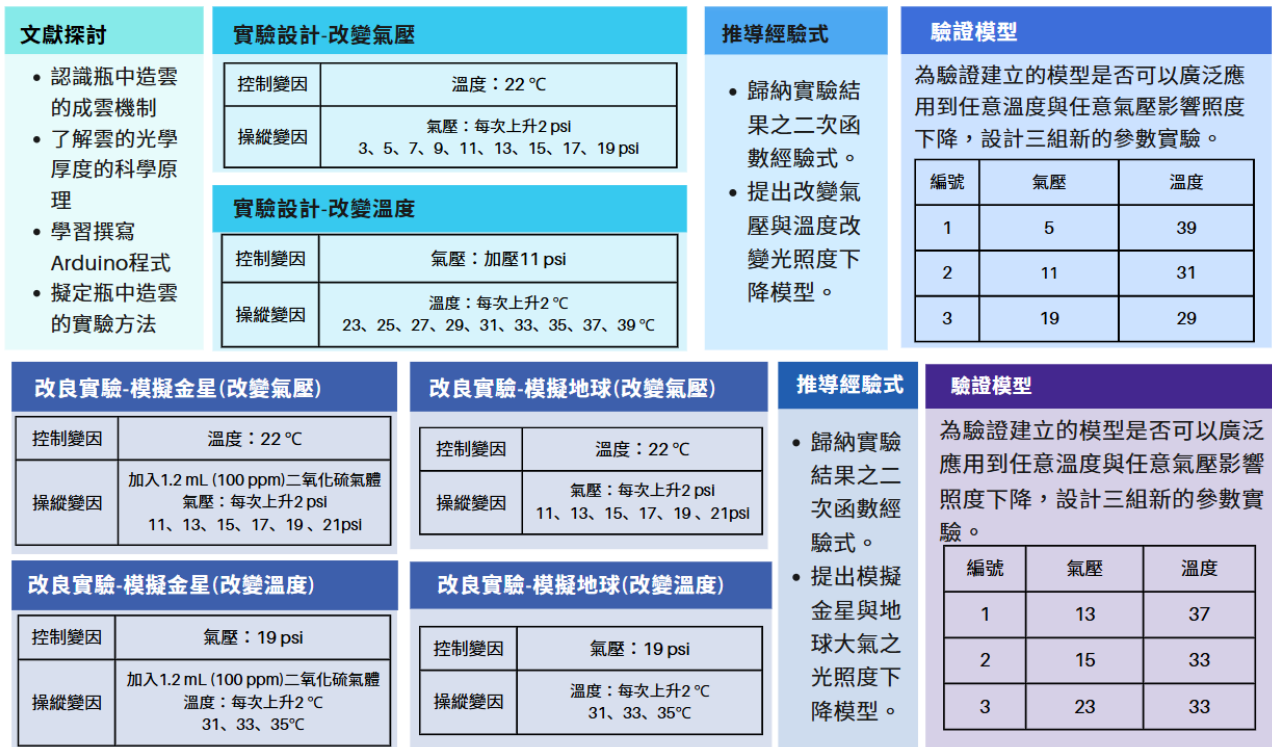 文獻探討
• 認識瓶中造雲
的成雲機制
• 了解雲的光學
厚度的科學原
理
• 學習撰寫
Arduino程式
• 擬定瓶中造雲
的實驗方法
實驗設計-改變氣壓
控制變因 溫度：22 ℃
操縱變因 氣壓：每次上升2 psi
3、5、7、9、11、13、15、17、19 psi
實驗設計-改變溫度
控制變因 氣壓：加壓11 psi
操縱變因 溫度：每次上升2 ℃
23、25、27、29、31、33、35、37、39 ℃
推導經驗式
• 歸納實驗結
果之二次函
數經驗式。
• 提出改變氣
壓與溫度改
變光照度下
降模型。
驗證模型
為驗證建立的模型是否可以廣泛應
用到任意溫度與任意氣壓影響照度
下降，設計三組新的參數實驗。
編號 氣壓 溫度
1 5 39
2 11 31
3 19 29
改良實驗-模擬金星(改變氣壓)
控制變因 溫度：22 ℃
操縱變因 加入1.2 mL (100 ppm)二氧化硫氣體
氣壓：每次上升2 psi
11、13、15、17、19 、21psi
改良實驗-模擬地球(改變氣壓)
控制變因 溫度：22 ℃
操縱變因 氣壓：每次上升2 psi
11、13、15、17、19 、21psi
改良實驗-模擬金星(改變溫度)
控制變因 氣壓：19 psi
操縱變因 加入1.2 mL (100 ppm)二氧化硫氣體
溫度：每次上升2 ℃
31、33、35℃
改良實驗-模擬地球(改變溫度)
控制變因 氣壓：19 psi
操縱變因 溫度：每次上升2 ℃
31、33、35℃
推導經驗式
• 歸納實驗
結果之二
次函數經
驗式。
• 提出模擬
金星與地
球大氣之
光照度下
降模型。
驗證模型
為驗證建立的模型是否可以廣泛
應用到任意溫度與任意氣壓影響
照度下降，設計三組新的參數實
驗。
編號 氣壓 溫度
1 13 37
2 15 33
3 23 33